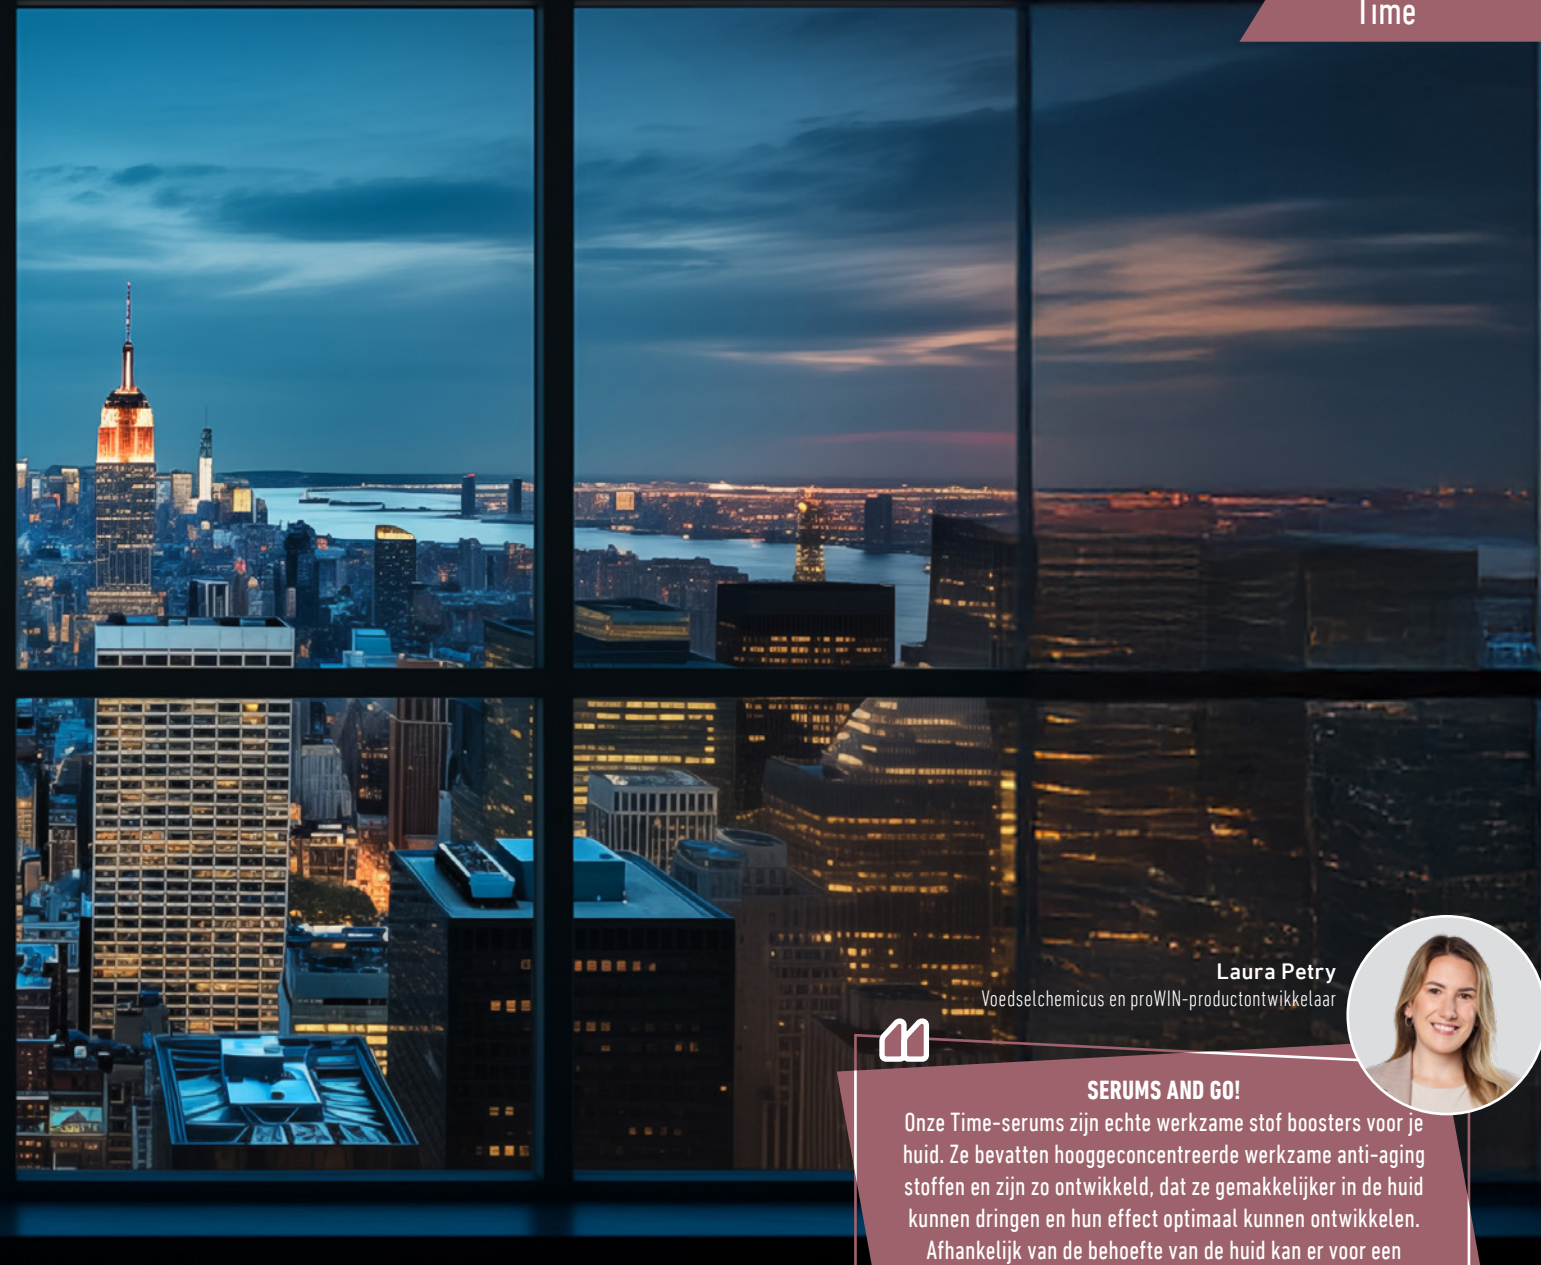 Time
Laura Petry
Voedselchemicus en proWIN-productontwikkelaar
SERUMS AND GO!
Onze Time-serums zijn echte werkzame stof boosters voor je
huid. Ze bevatten hooggeconcentreerde werkzame anti-aging
stoffen en zijn zo ontwikkeld, dat ze gemakkelijker in de huid
kunnen dringen en hun effect optimaal kunnen ontwikkelen.
Afhankelijk van de behoefte van de huid kan er voor een